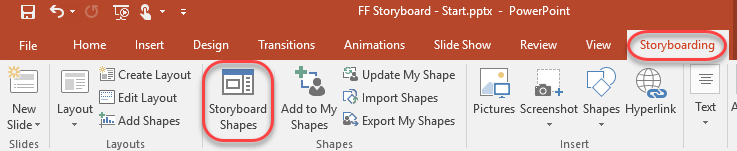 FF Storyboard - Start.pptx - PowerPoint
File Home Insert Design Transitions Animations Slide Show Review View Storyboarding
New
Slide
Slides
Layout
Create Layout
Edit Layout
Add Shapes
Layouts
Storyboard
Shapes
Add to My
Shapes
Update My Shape
Import Shapes
Export My Shapes
Shapes
Pictures
Screenshot
Shapes
Hyperlink
Insert
Text